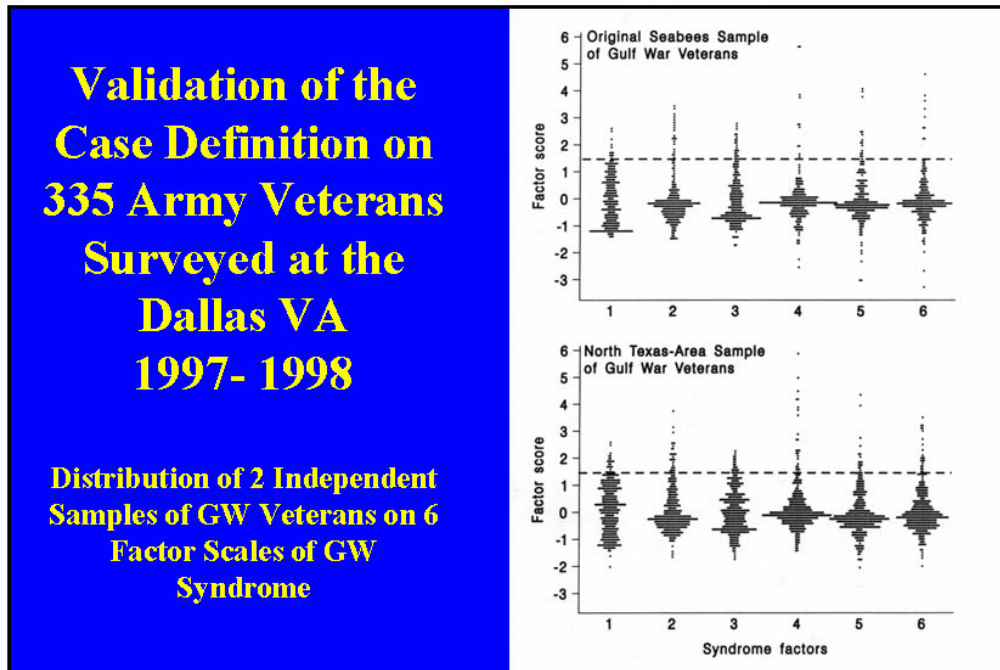 Validation of the
Case Definition on
335 Army Veterans
Surveyed at the
Dallas VA
1997- 1998
Distribution of 2 Independent
Samples of GW Veterans on 6
Factor Scales of GW
Syndrome
Original Seabees Sample
of Gulf War Veterans
Factor score
6
5
4
3
2
1
0
-1
-2
-3
1 2 3 4 5 6
North Texas-Area Sample
of Gulf War Veterans
Factor score
6
5
4
3
2
1
0
-1
-2
-3
1 2 3 4 5 6
Syndrome factors